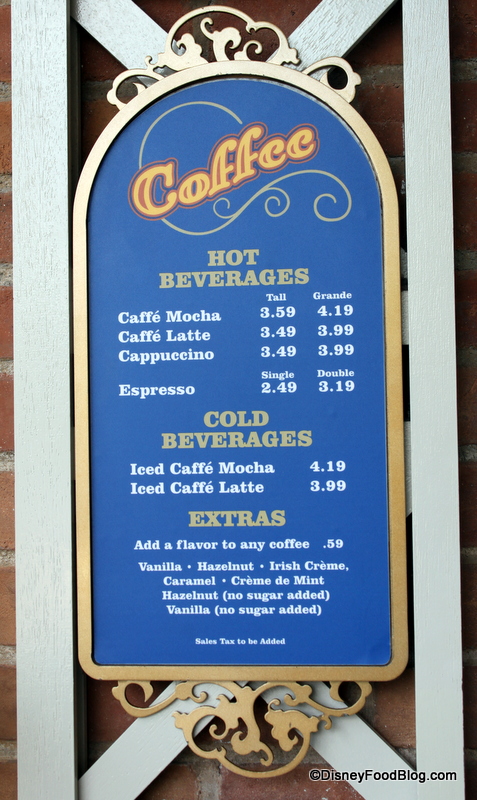 Coffee
HOT
BEVERAGES
Tall Grande
Caffé Mocha 3.59 4.19
Caffé Latte 3.49 3.99
Cappuccino 3.49 3.99
Single Double
Espresso 2.49 3.19
COLD
BEVERAGES
Iced Caffé Mocha 4.19
Iced Caffé Latte 3.99
EXTRAS
Add a flavor to any coffee .59
Vanilla • Hazelnut • Irish Crème,
Caramel • Crème de Mint
Hazelnut (no sugar added)
Vanilla (no sugar added)
Sales Tax to be Added
©DisneyFoodBlog.com